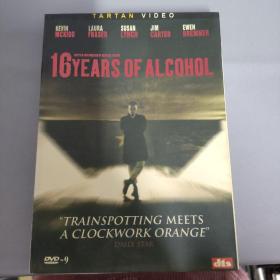 TARTAN VIDEO
KEVIN MCKIDD
LAURA FRASER
SUSAN LYNCH
JIM CARTER
EWEN BREMNER
16 YEARS OF ALCOHOL
"TRAINSPOTTING MEETS
A CLOCKWORK ORANGE"
DAILY STAR
DVD-9
dts